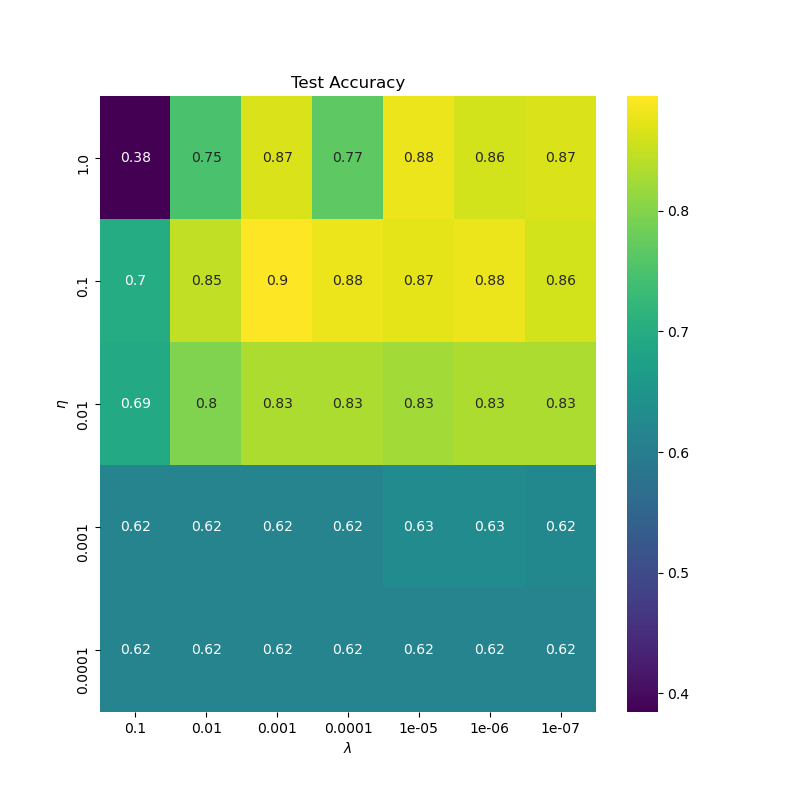 Test Accuracy
1.0 0.38 0.75 0.87 0.77 0.88 0.86 0.87
0.1 0.7 0.85 0.9 0.88 0.87 0.88 0.86
η
0.01 0.69 0.8 0.83 0.83 0.83 0.83 0.83
0.001 0.62 0.62 0.62 0.62 0.63 0.63 0.62
0.0001 0.62 0.62 0.62 0.62 0.62 0.62 0.62
0.1 0.01 0.001 0.0001 1e-05 1e-06 1e-07
λ
0.8
0.7
0.6
0.5
0.4